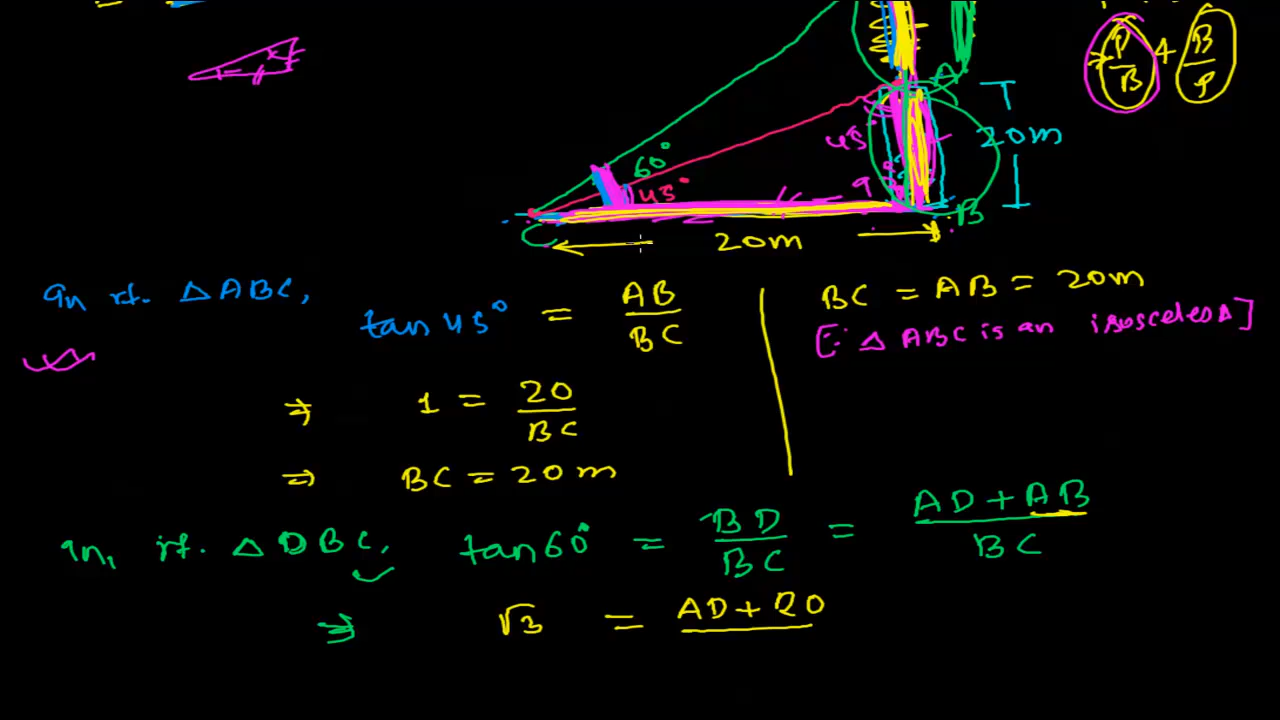 P/B + B/P
A
60°
45°
45°
20m
9
C
B
20m
In rt. △ABC, tan 45° = AB/BC
BC = AB = 20m
[∵ △ ABC is an isosceles △]
⇒ 1 = 20/BC
⇒ BC = 20 m
In, rt. △DBC, tan 60° = BD/BC = AD + AB/BC
⇒ √3 = AD + 20